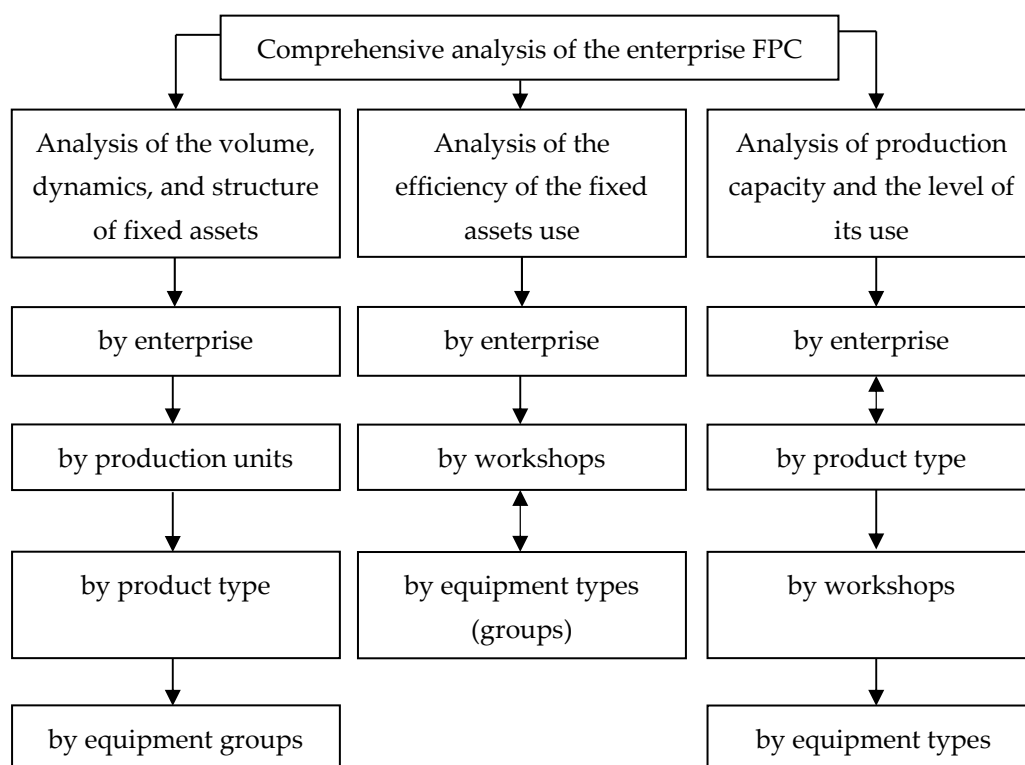 Comprehensive analysis of the enterprise FPC
Analysis of the volume,
dynamics, and structure
of fixed assets
Analysis of the
efficiency of the fixed
assets use
Analysis of production
capacity and the level of
its use
by enterprise
by enterprise
by enterprise
by production units
by workshops
by product type
by product type
by equipment types
(groups)
by workshops
by equipment groups
by equipment types